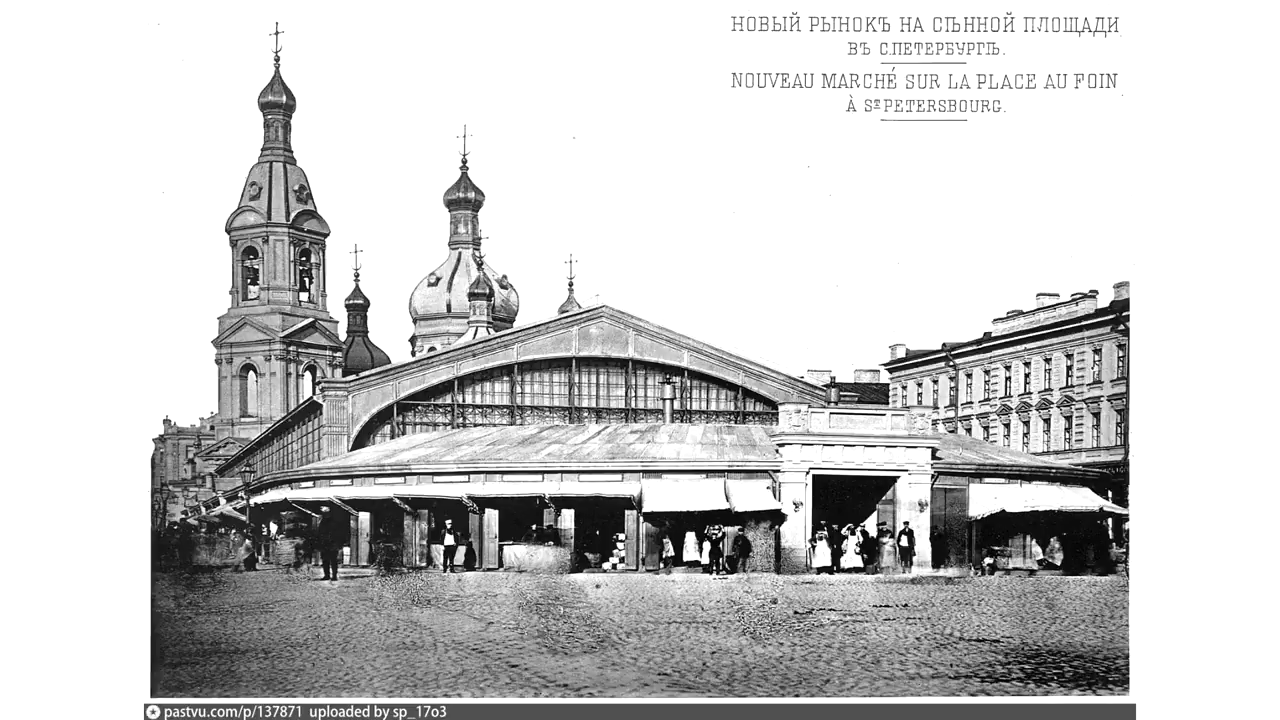 НОВЫЙ РЫНОКЪ НА СѢННОЙ ПЛОЩАДИ
ВЪ С.ПЕТЕРБУРГѢ.
NOUVEAU MARCHÉ SUR LA PLACE AU FOIN
À ST PETERSBOURG.
pastvu.com/p/137871 uploaded by sp_17o3